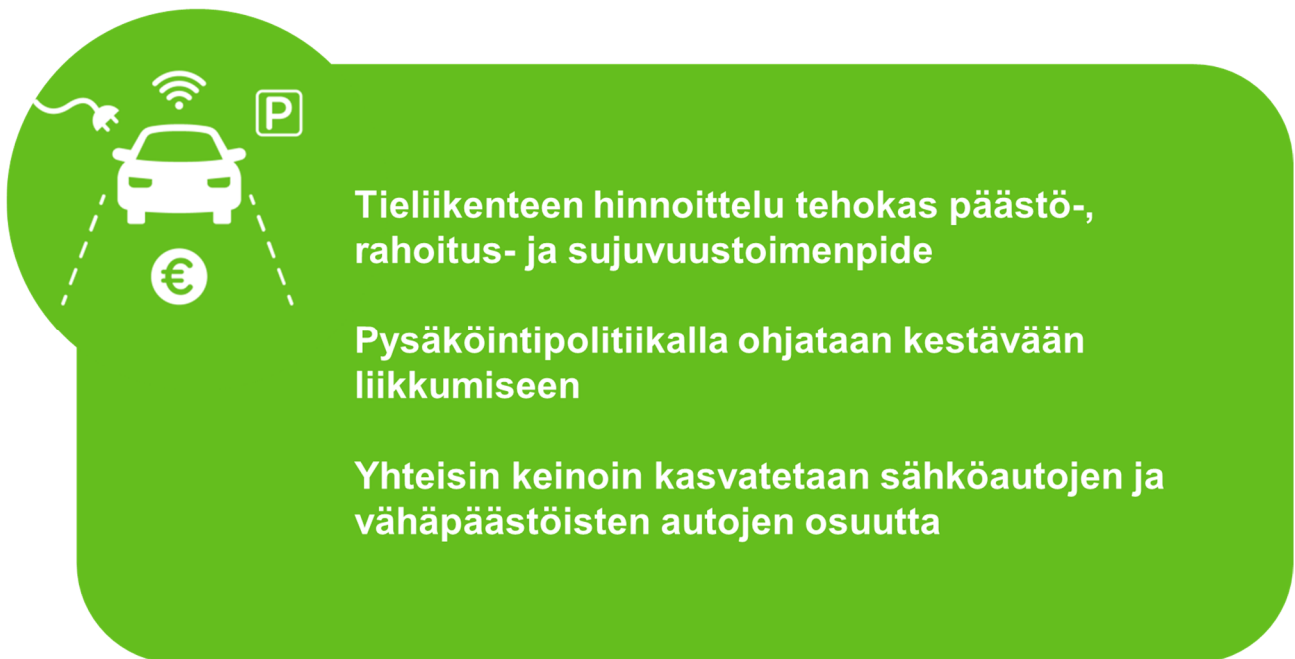 P
€
Tieliikenteen hinnoittelu tehokas päästö-,
rahoitus- ja sujuvuustoimenpide
Pysäköintipolitiikalla ohjataan kestävään
liikkumiseen
Yhteisin keinoin kasvatetaan sähköautojen ja
vähäpäästöisten autojen osuutta